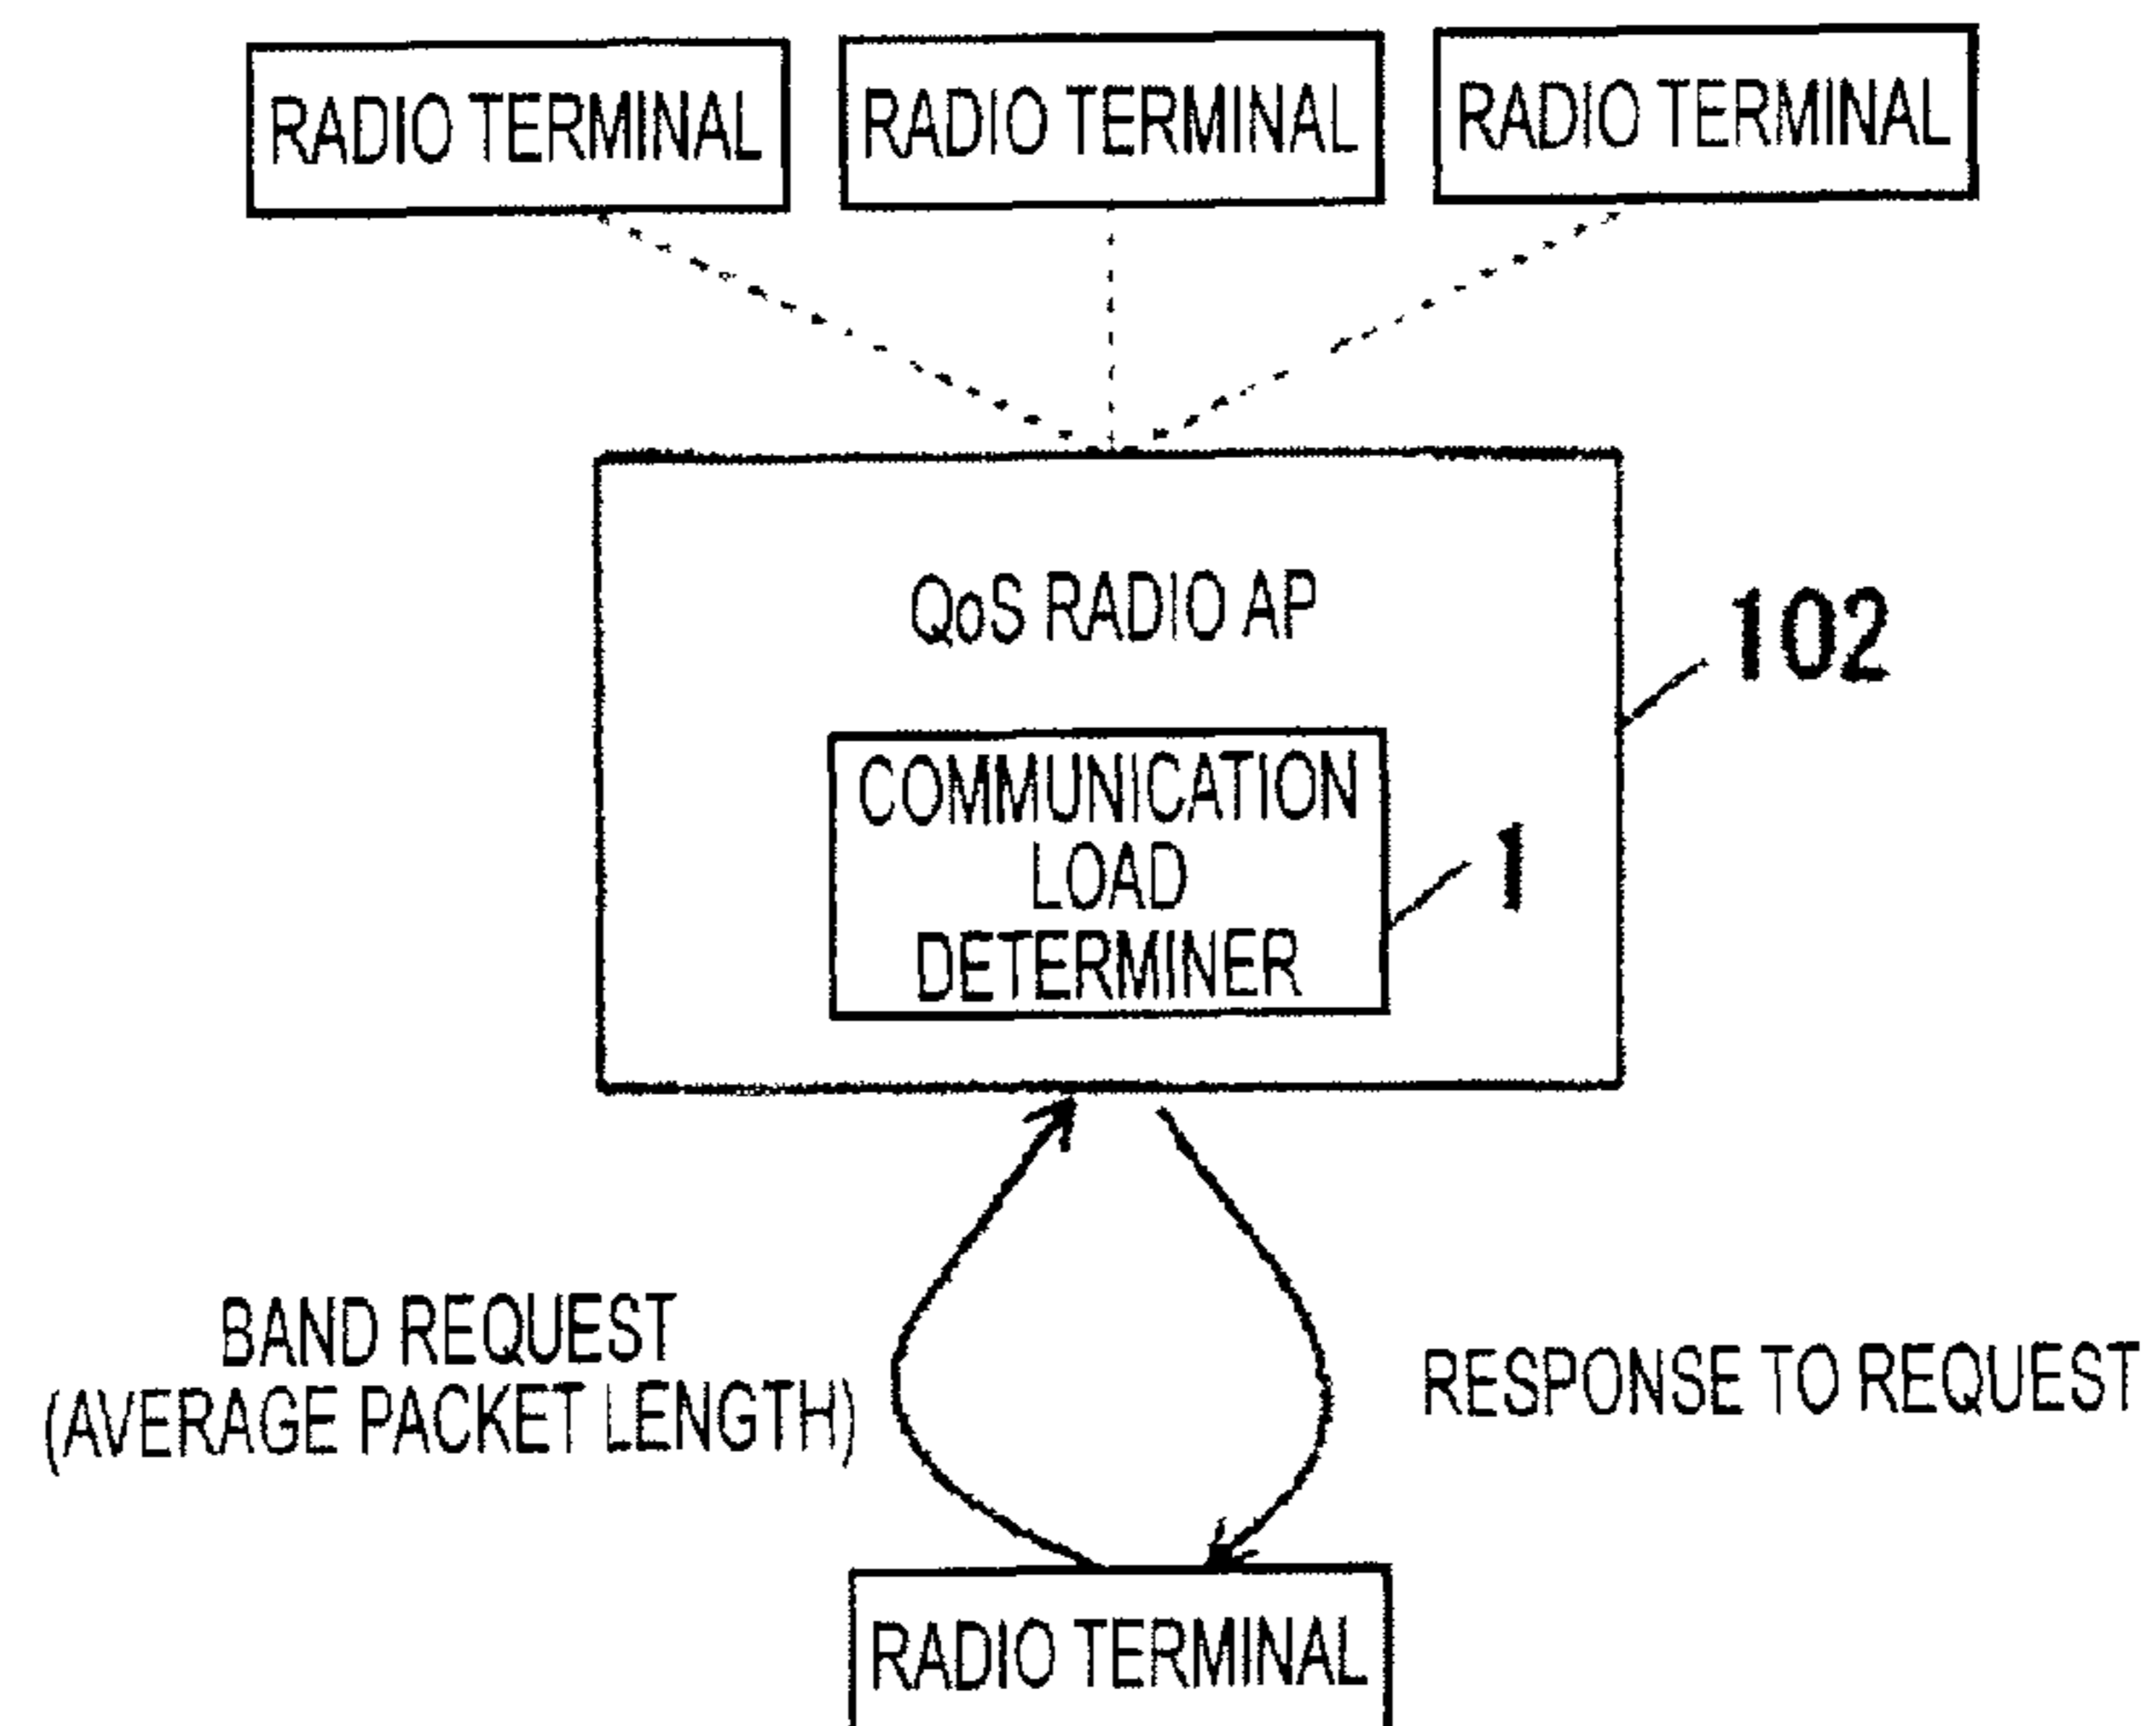 RADIO TERMINAL
RADIO TERMINAL
RADIO TERMINAL
QoS RADIO AP
102
COMMUNICATION
LOAD
DETERMINER
1
BAND REQUEST
(AVERAGE PACKET LENGTH)
RESPONSE TO REQUEST
RADIO TERMINAL